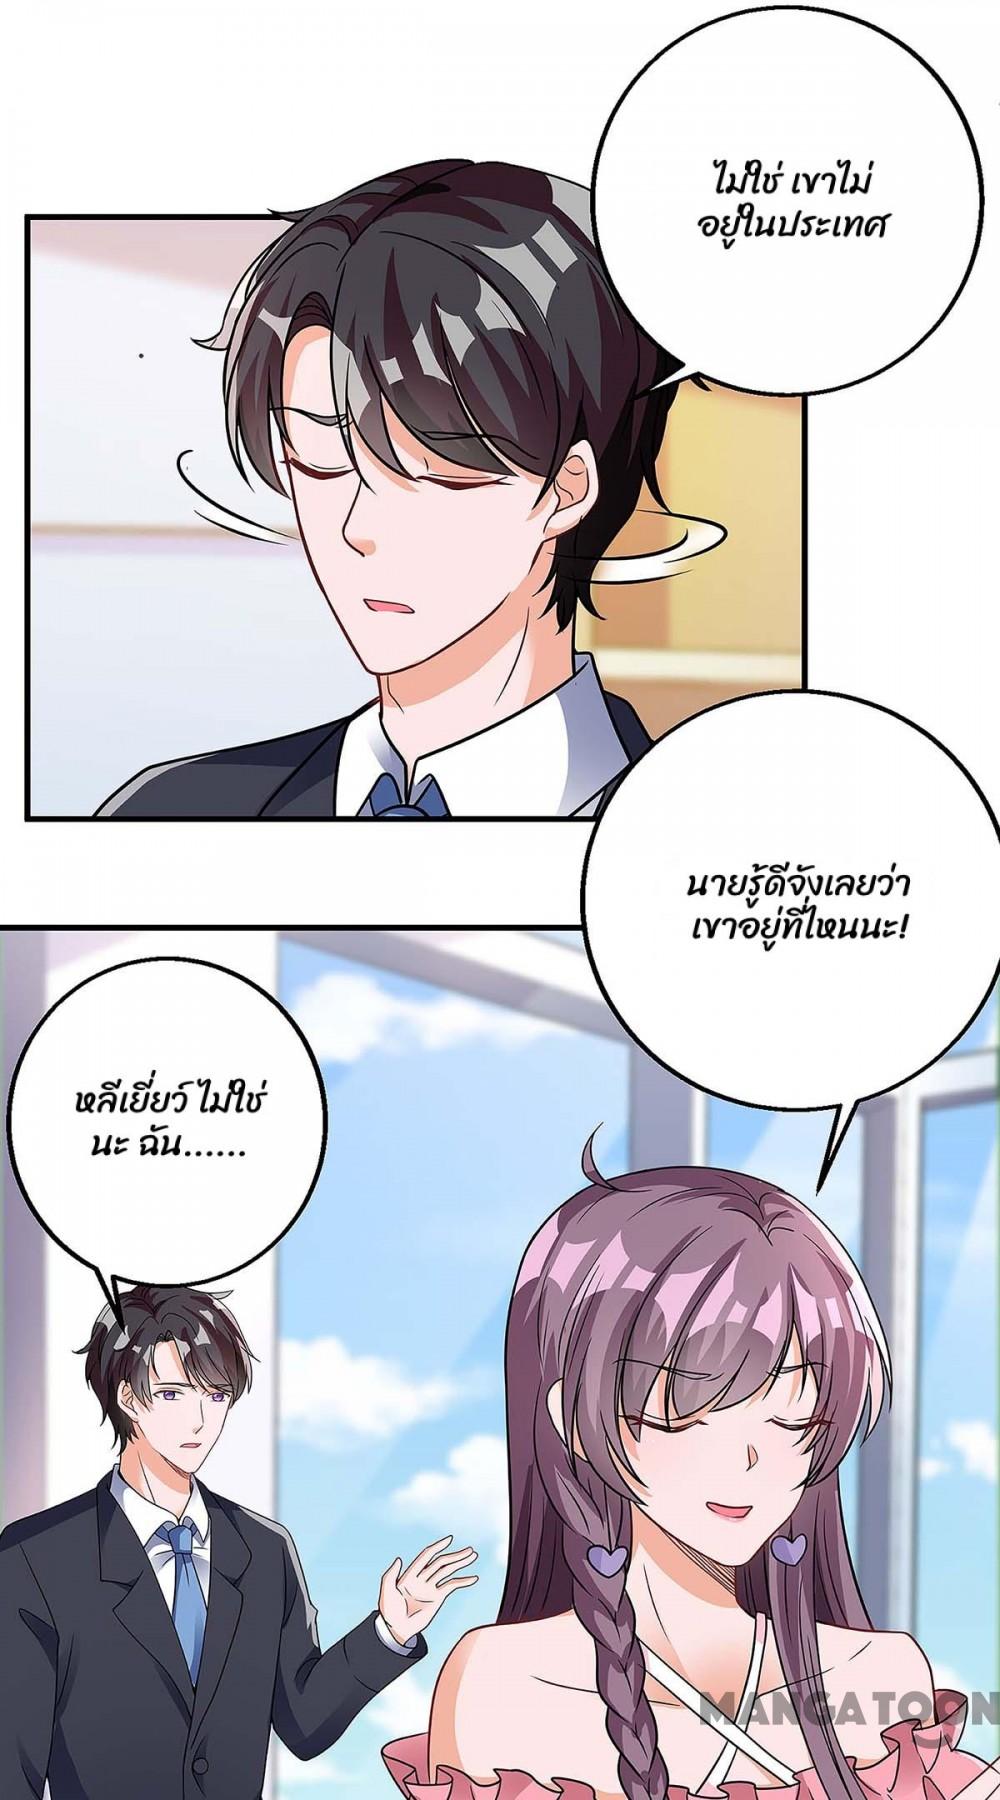 ไม่ใช่ เขาไม่
อยู่ในประเทศ
นายรู้ดีจังเลยว่า
เขาอยู่ที่ไหนนะ!
หลีเยี่ยว์ ไม่ใช่
นะ ฉัน......
MANGATOON